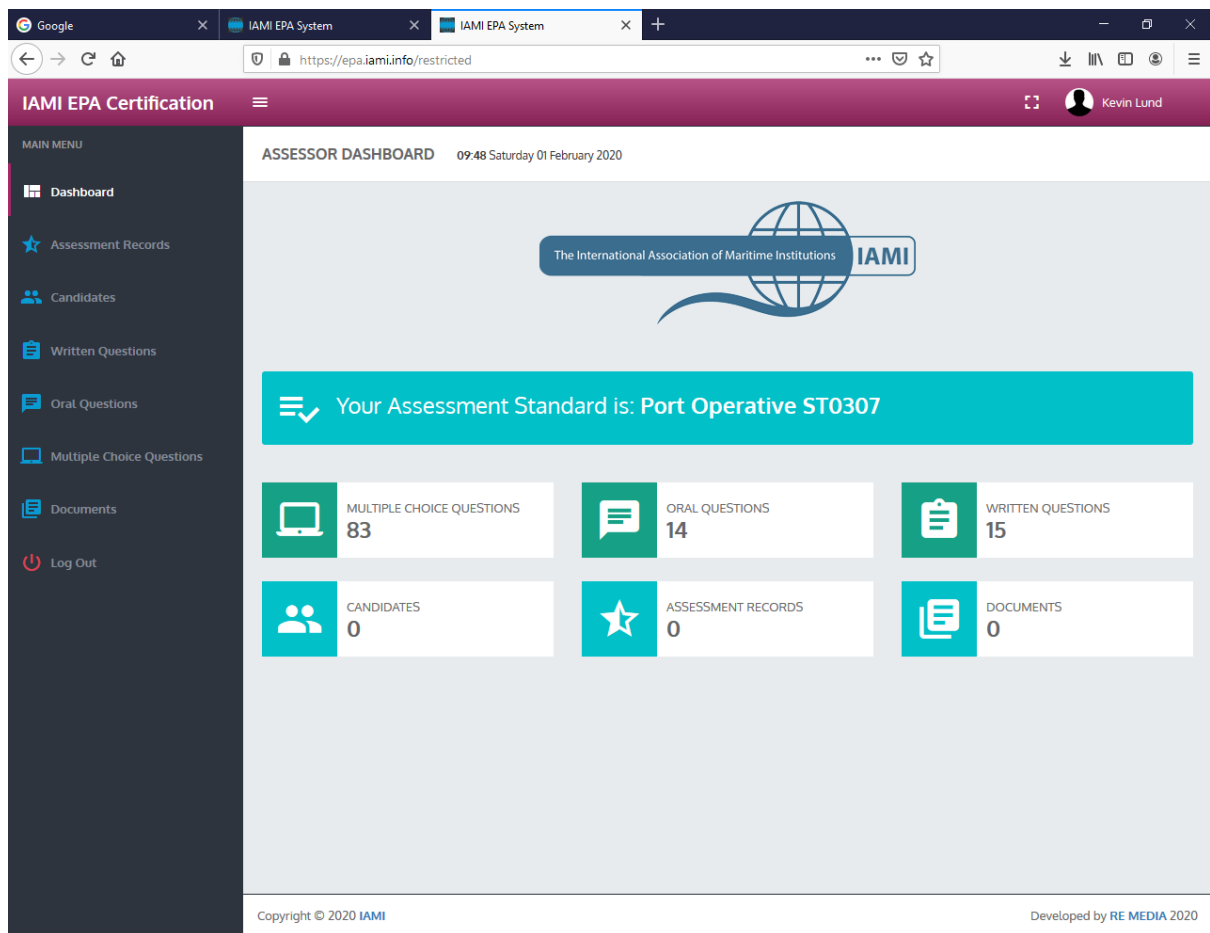 Google
IAMI EPA System
IAMI EPA System
https://epa.iami.info/restricted
IAMI EPA Certification
Kevin Lund
MAIN MENU
Dashboard
Assessment Records
Candidates
Written Questions
Oral Questions
Multiple Choice Questions
Documents
Log Out
ASSESSOR DASHBOARD 09:48 Saturday 01 February 2020
The International Association of Maritime Institutions IAMI
Your Assessment Standard is: Port Operative ST0307
MULTIPLE CHOICE QUESTIONS
83
ORAL QUESTIONS
14
WRITTEN QUESTIONS
15
CANDIDATES
0
ASSESSMENT RECORDS
0
DOCUMENTS
0
Copyright © 2020 IAMI
Developed by RE MEDIA 2020